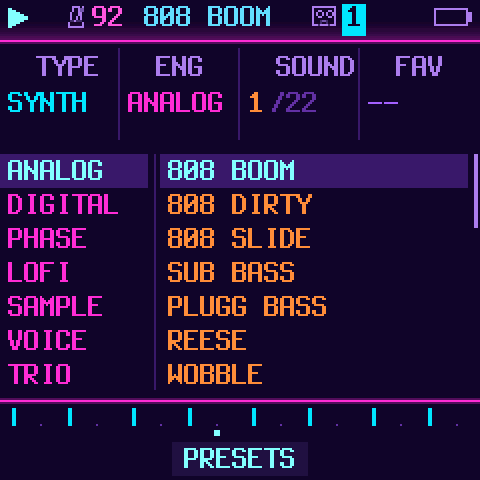 92 808 BOOM 1
TYPE ENG SOUND FAV
SYNTH ANALOG 1/22 --
ANALOG 808 BOOM
DIGITAL 808 DIRTY
PHASE 808 SLIDE
LOFI SUB BASS
SAMPLE PLUGG BASS
VOICE REESE
TRIO WOBBLE
PRESETS